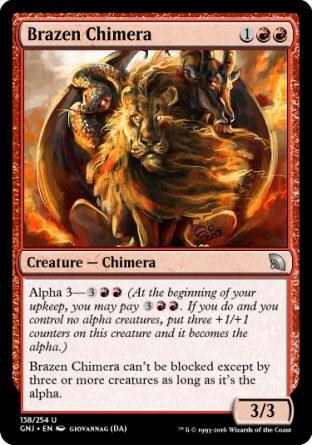 Brazen Chimera 1
Creature — Chimera
Alpha 3—3 (At the beginning of your
upkeep, you may pay 3. If you do and you
control no alpha creatures, put three +1/+1
counters on this creature and it becomes the
alpha.)
Brazen Chimera can't be blocked except by
three or more creatures as long as it's the
alpha.
3/3
138/254 U
GNJ • EN GIOVANNAG (DA)
™ & © 1993-2016 Wizards of the Coast